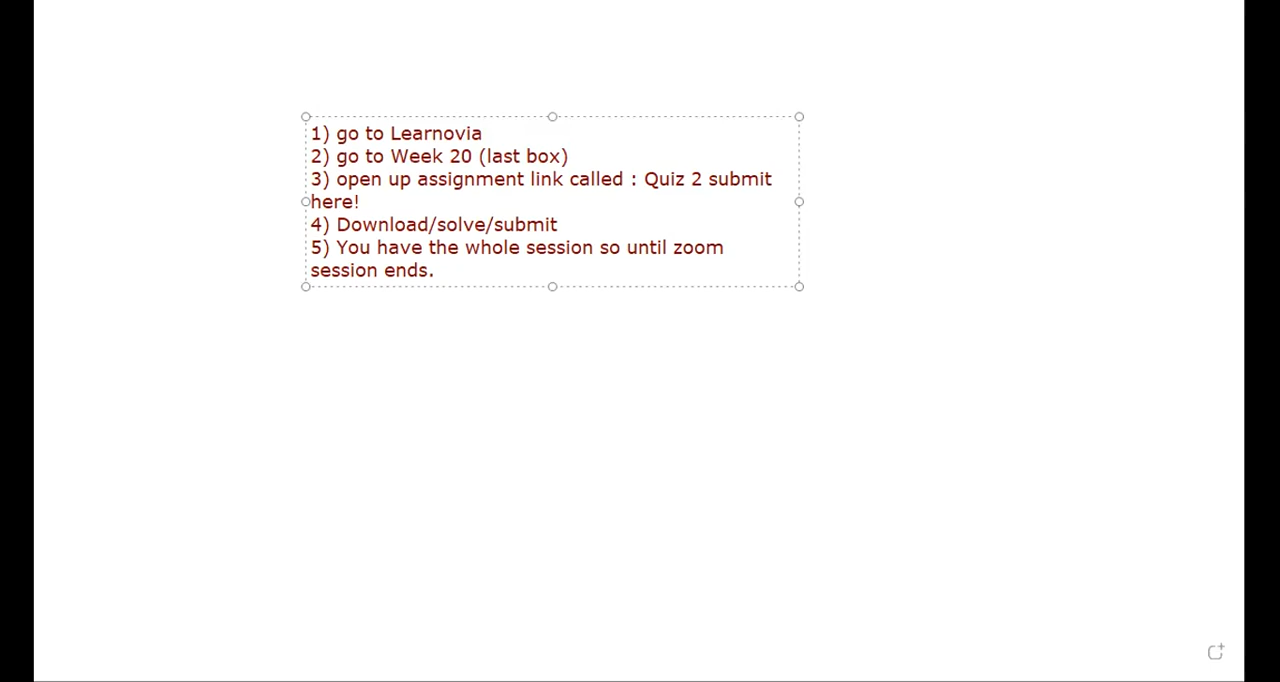 1) go to Learnovia
2) go to Week 20 (last box)
3) open up assignment link called : Quiz 2 submit
here!
4) Download/solve/submit
5) You have the whole session so until zoom
session ends.